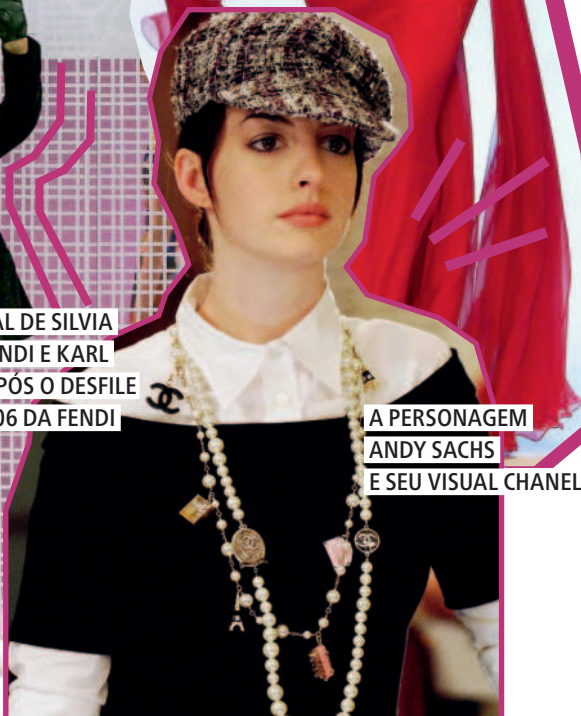 AL DE SILVIA
NDI E KARL
PÓS O DESFILE
06 DA FENDI
A PERSONAGEM
ANDY SACHS
E SEU VISUAL CHANEL